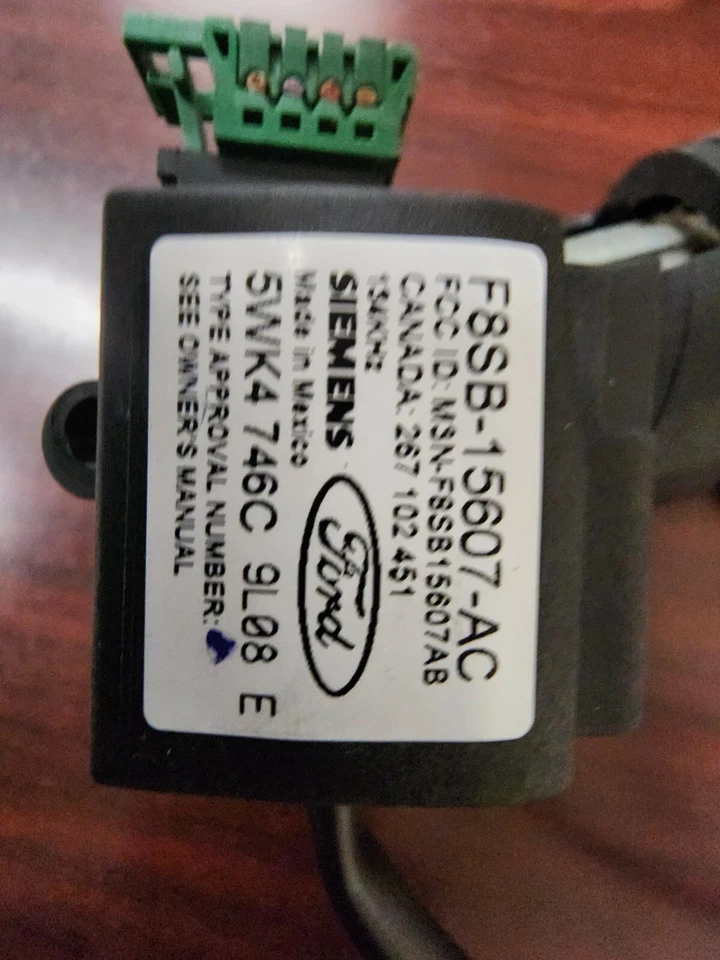 F8SB-15607-AC
FCC ID: MSN-F8SB15607AB
CANADA: 267 102 451
134KHz
SIEMENS
Ford
Made in Mexico
5WK4 746C 9L08 E
TYPE APPROVAL NUMBER:
SEE OWNER'S MANUAL